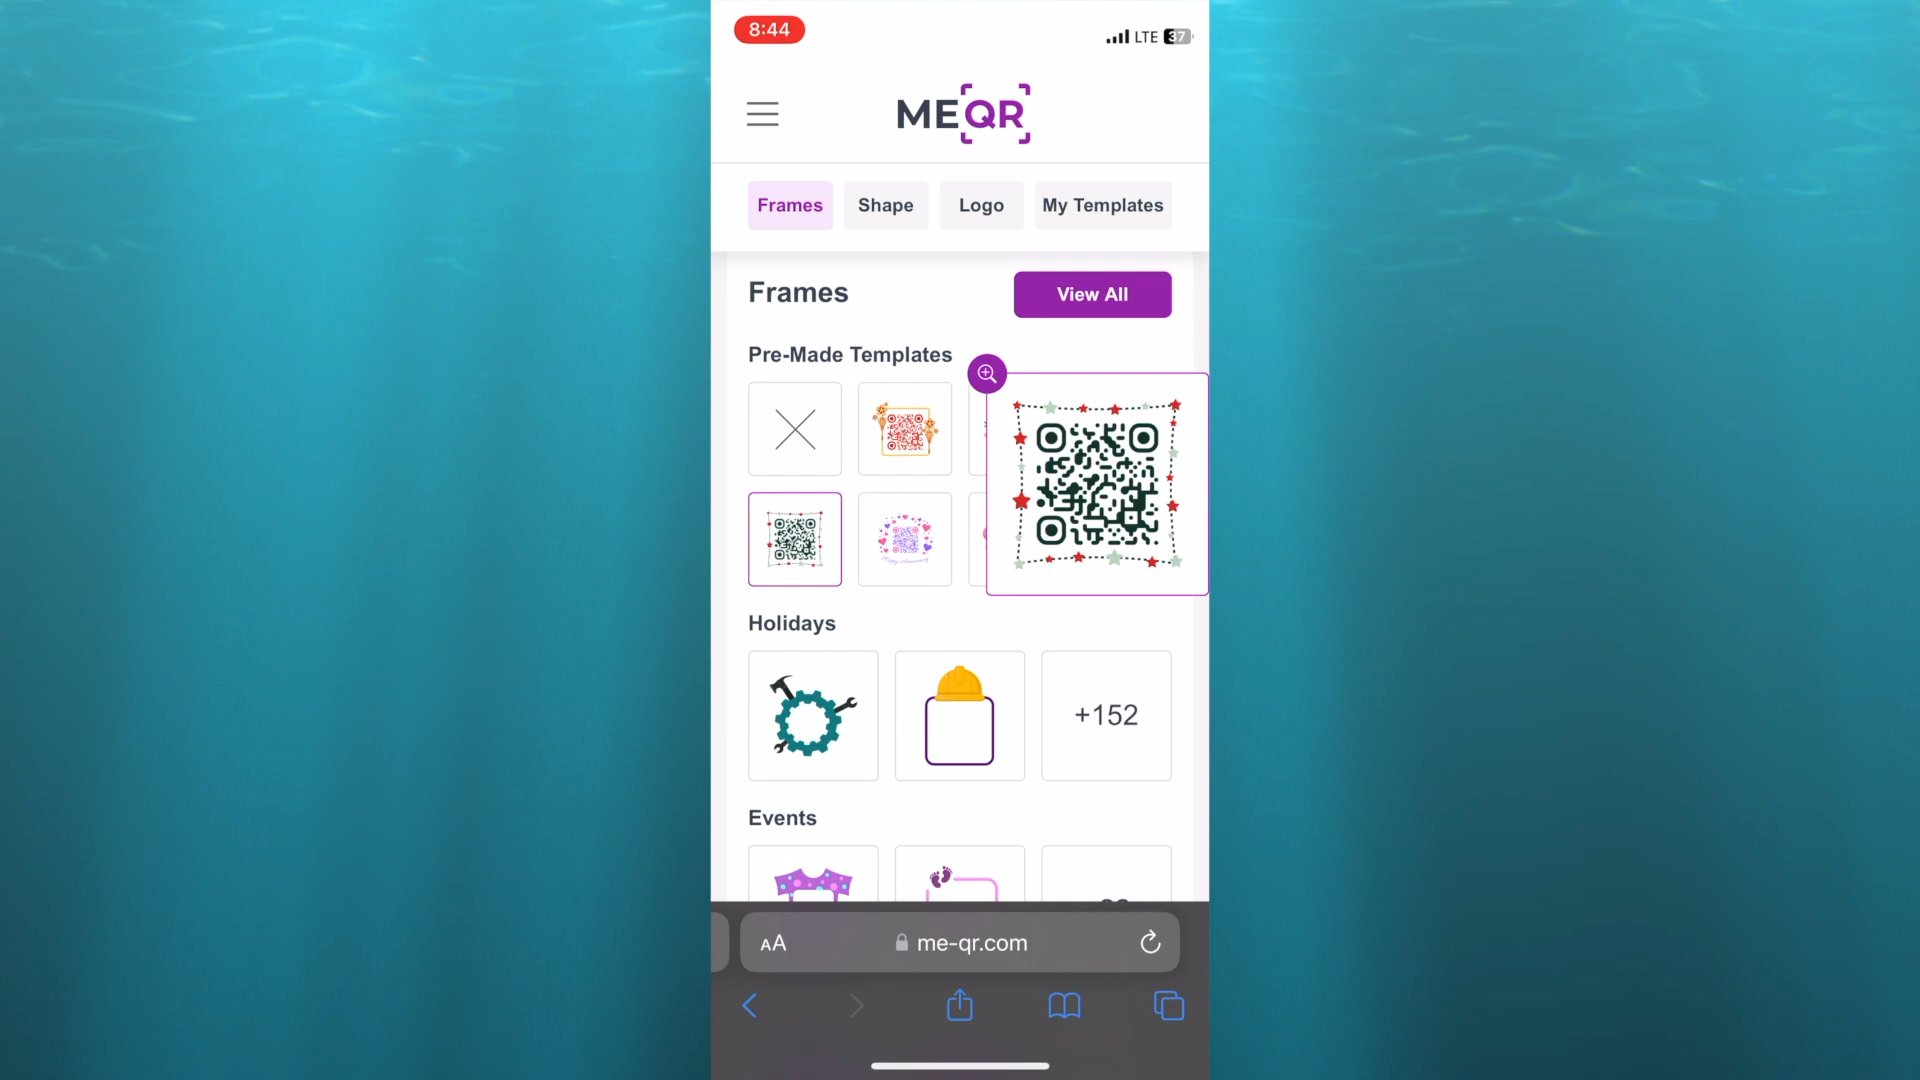 8:44
LTE 37
MEQR
Frames Shape Logo My Templates
Frames
View All
Pre-Made Templates
Holidays
+152
Events
AA
me-qr.com